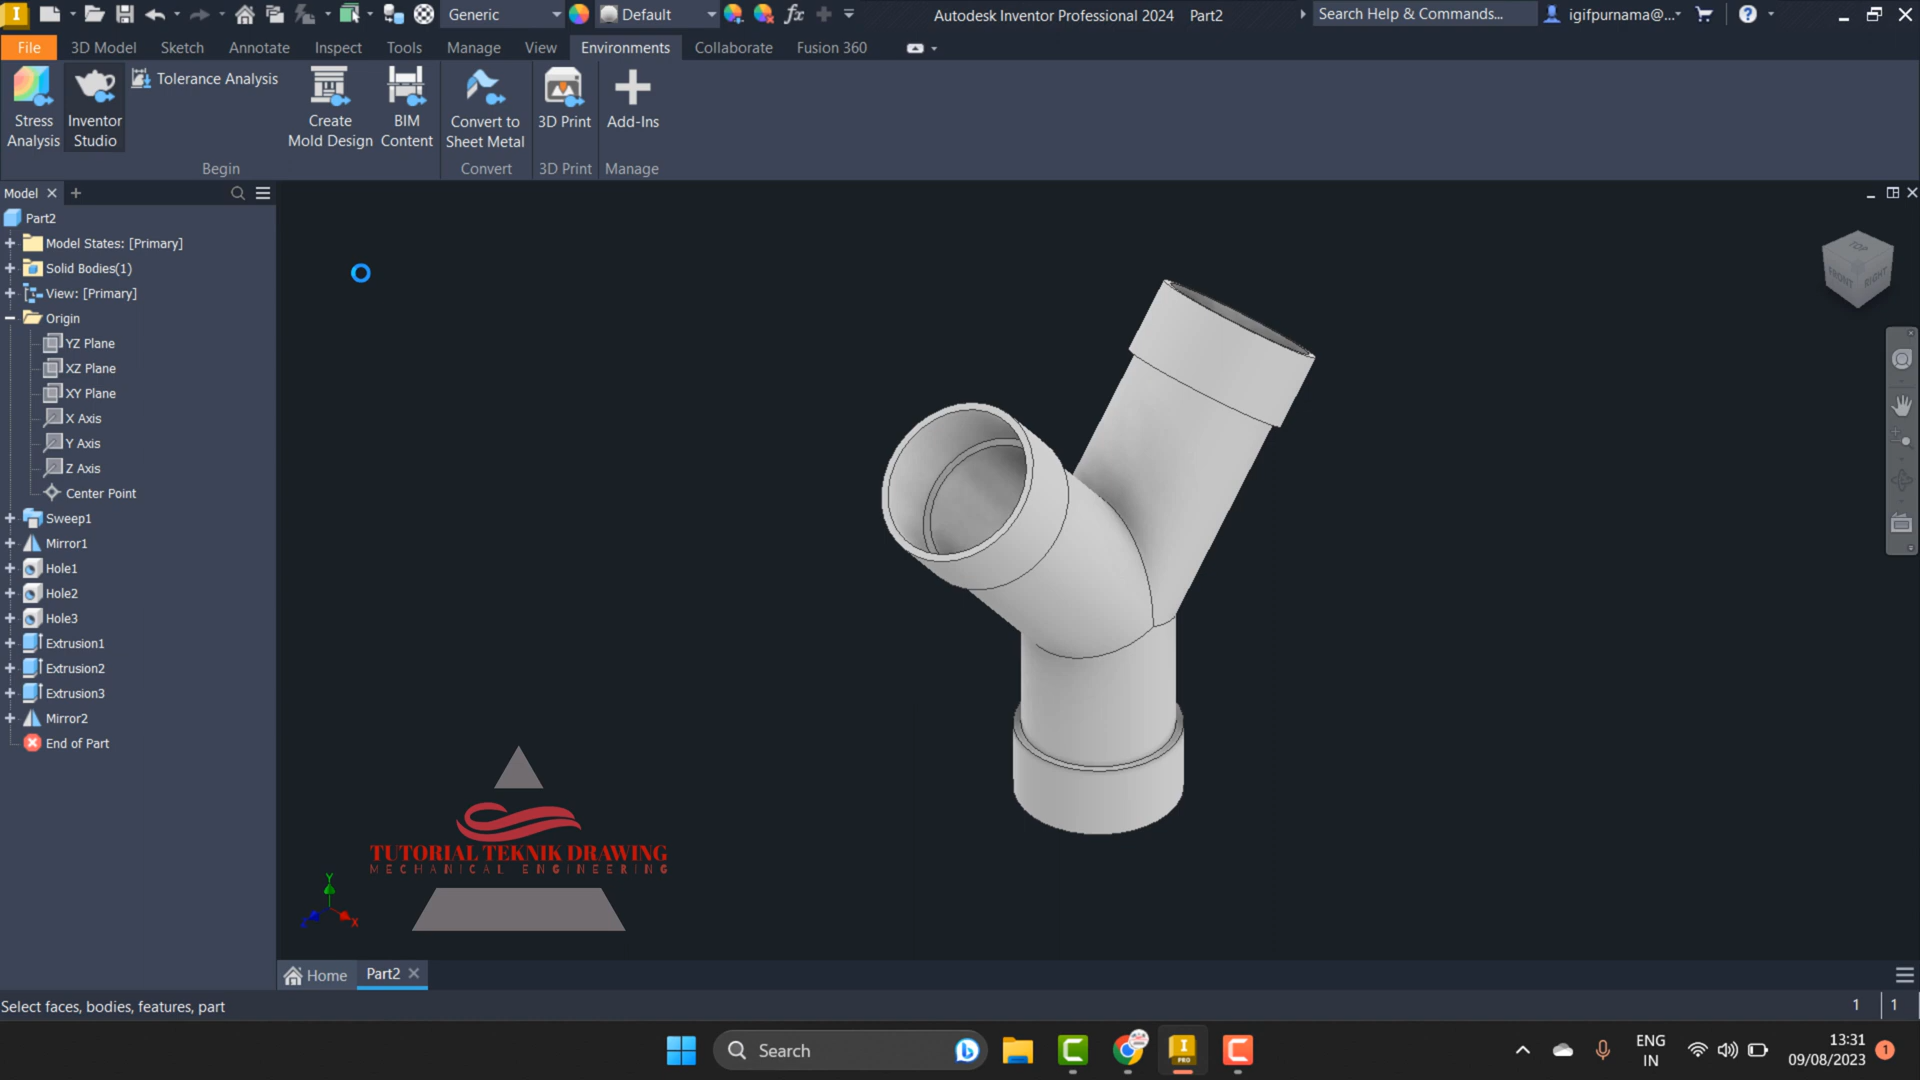 Generic
Default
Autodesk Inventor Professional 2024 Part2
Search Help & Commands...
igifpurnama@...
File 3D Model Sketch Annotate Inspect Tools Manage View Environments Collaborate Fusion 360
Stress Analysis
Inventor Studio
Tolerance Analysis
Create Mold Design
BIM Content
Convert to Sheet Metal
3D Print
Add-Ins
Begin Convert 3D Print Manage
Model
Part2
Model States: [Primary]
Solid Bodies(1)
View: [Primary]
Origin
YZ Plane
XZ Plane
XY Plane
X Axis
Y Axis
Z Axis
Center Point
Sweep1
Mirror1
Hole1
Hole2
Hole3
Extrusion1
Extrusion2
Extrusion3
Mirror2
End of Part
TOP
FRONT RIGHT
TUTORIAL TEKNIK DRAWING
MECHANICAL ENGINEERING
Y
Z X
Home Part2
Select faces, bodies, features, part
1 1
Search
PRO
ENG
IN
13:31
09/08/2023
1